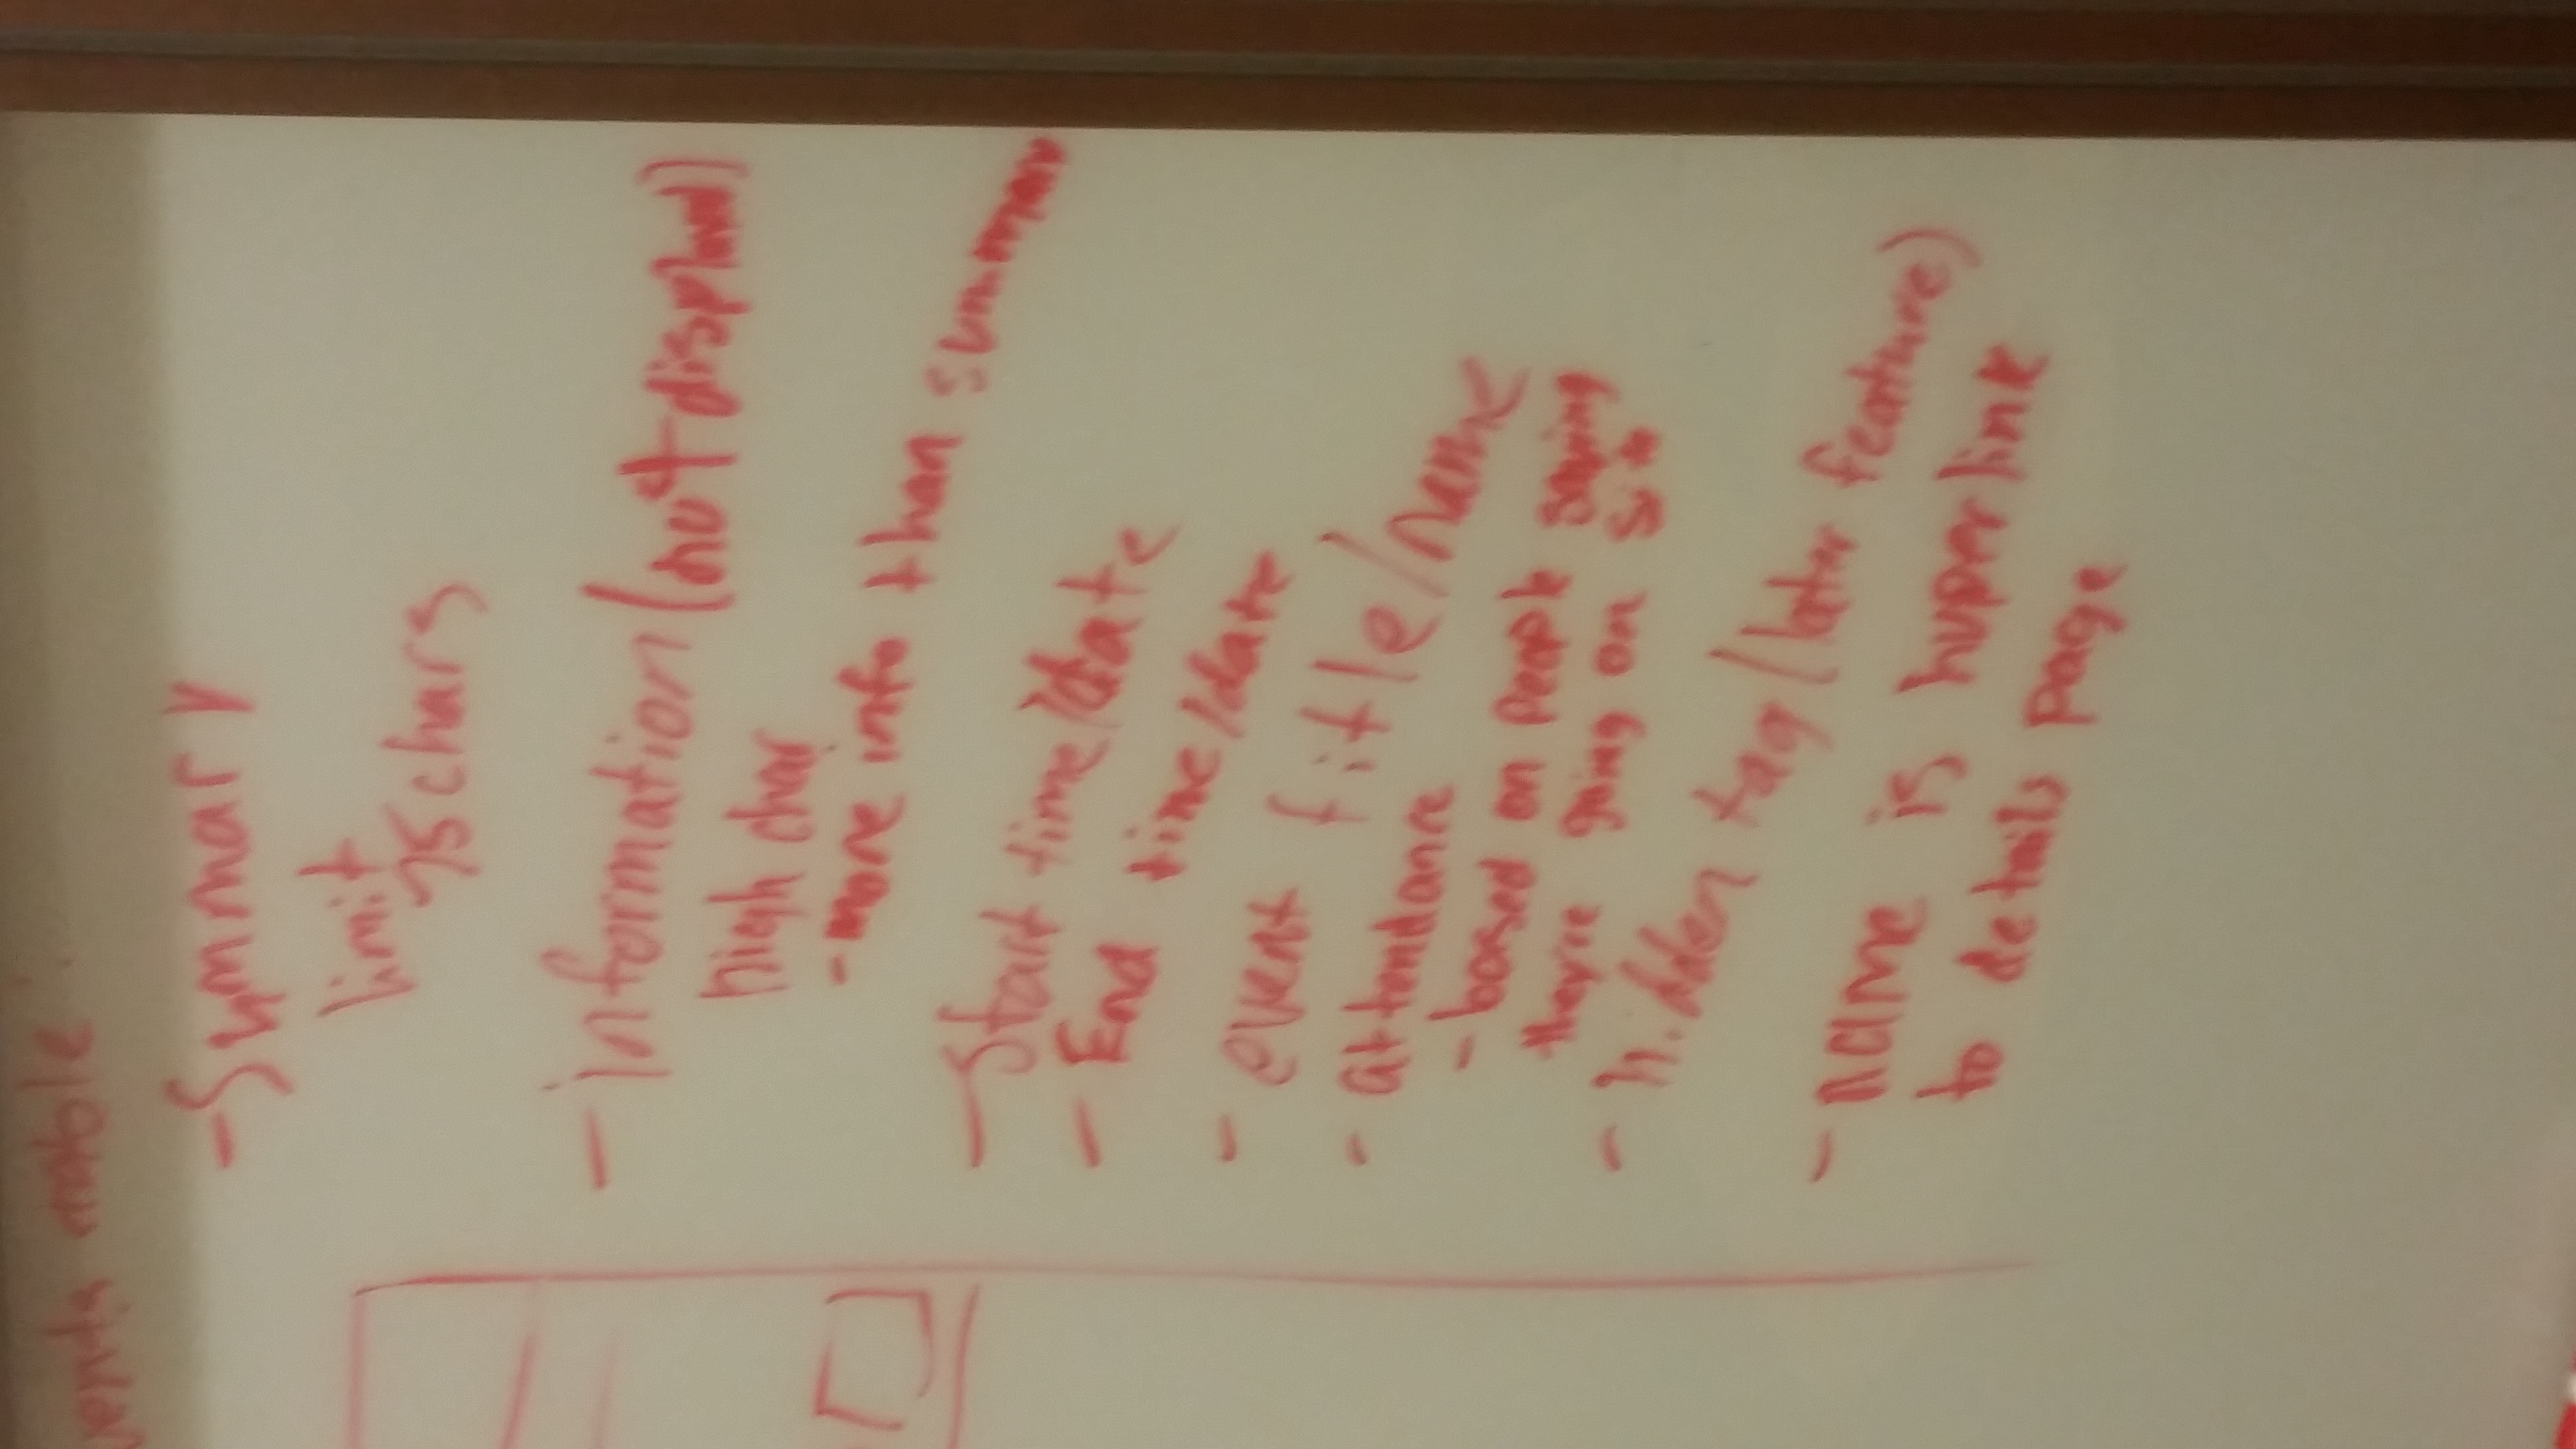 vents mobile
- Summary
limit
75 chars
- information (not displayed)
high char
- more info than summary
- Start time/date
- End time/date
- event title/name
- attendance
- based on people saying
they're going on site
- hidden tag (later feature)
- name is hyperlink
to details page